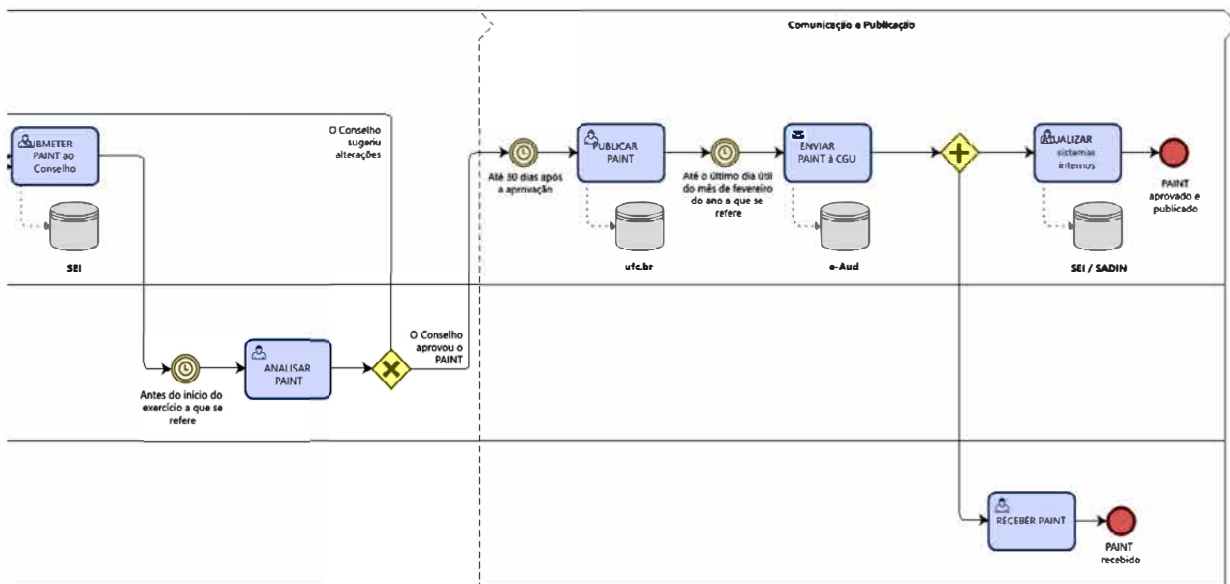 Comunicação e Publicação
O Conselho
sugeriu
alterações
PAINT ao
Conselho
SEI
Até 30 dias após
a aprovação
PUBLICAR
PAINT
ufc.br
Até o último dia útil
do mês de fevereiro
do ano a que se
refere
ENVIAR
PAINT à CGU
e-Aud
sistemas
internos
SEI / SADIN
PAINT
aprovado e
publicado
Antes do início do
exercício a que se
refere
ANALISAR
PAINT
O Conselho
aprovou o
PAINT
RECEBER PAINT
PAINT
recebido